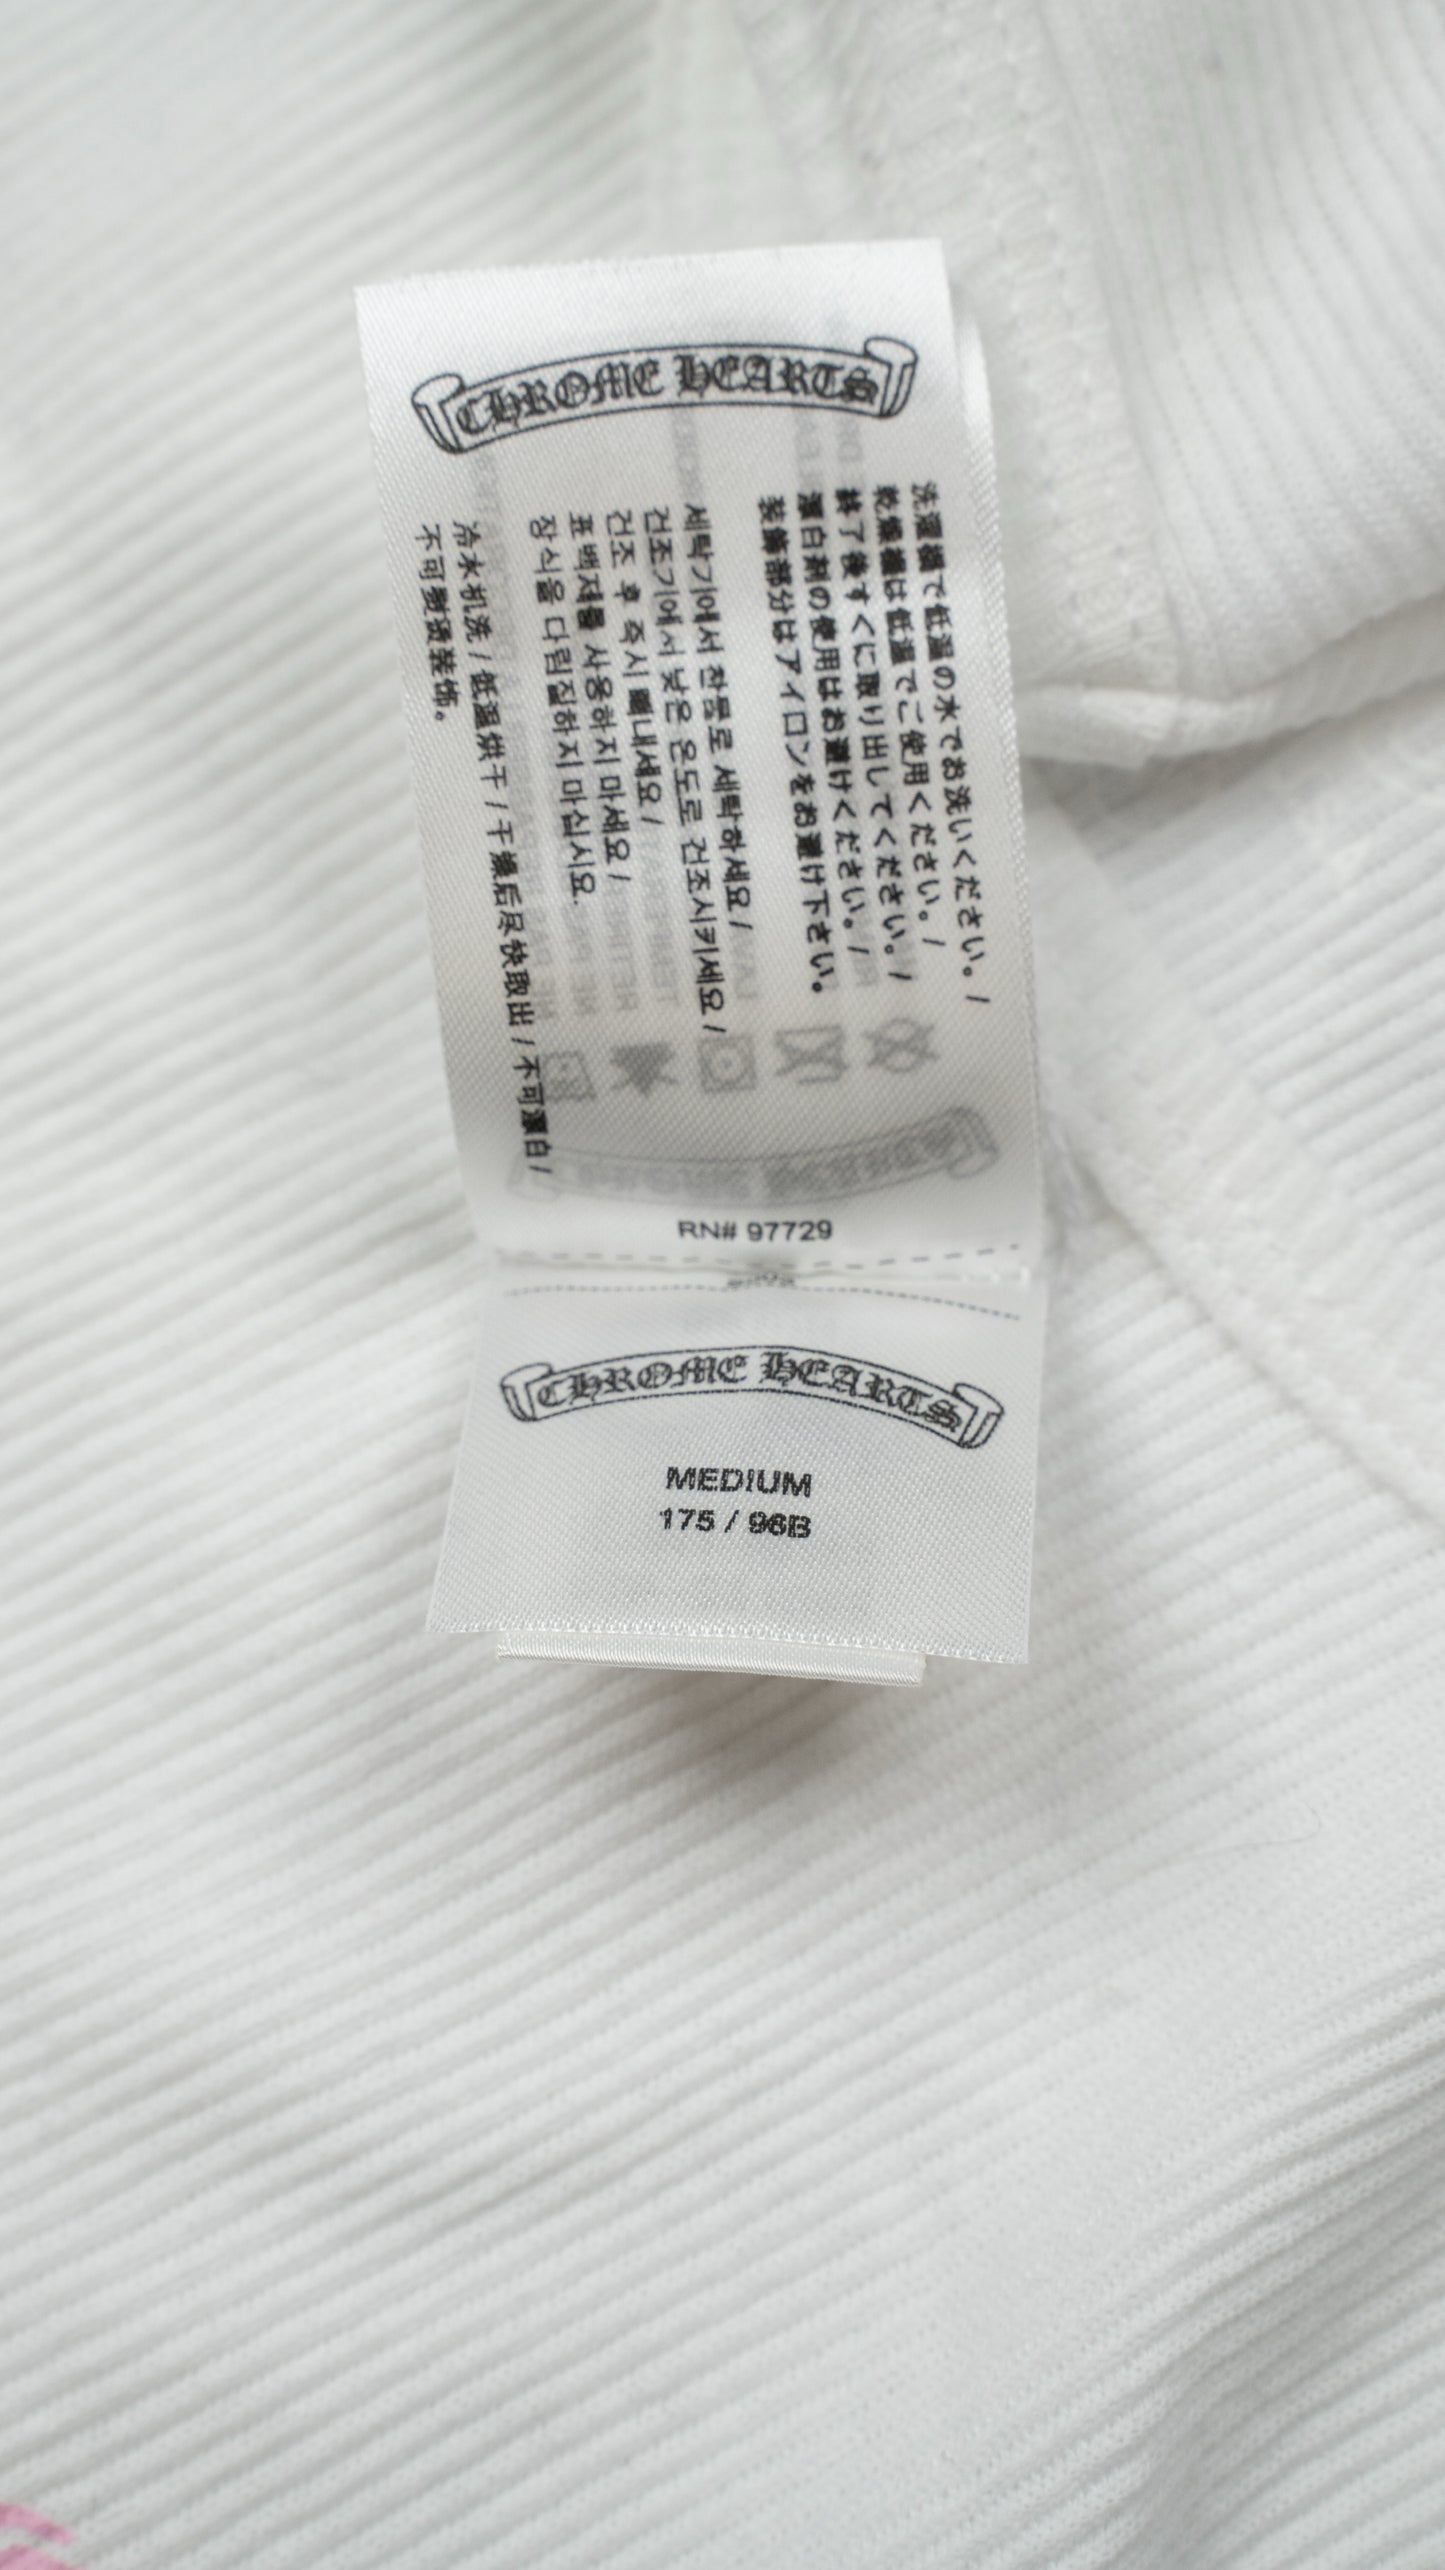 CHROME HEARTS
洗濯機で低温の水でお洗いください。/
乾燥機は低温でご使用ください。/
終了後すぐに取り出してください。/
漂白剤の使用はお避けください。/
装飾部分はアイロンをお避け下さい。
세탁기에서 찬물로 세탁하세요 /
건조기에서 낮은 온도로 건조시키세요 /
건조 후 즉시 빼내세요 /
표백제를 사용하지 마세요 /
장식을 다림질하지 마십시요.
冷水机洗 / 低温烘干 / 干燥后尽快取出 / 不可漂白 /
不可熨烫装饰。
RN# 97729
CHROME HEARTS
MEDIUM
175 / 96B